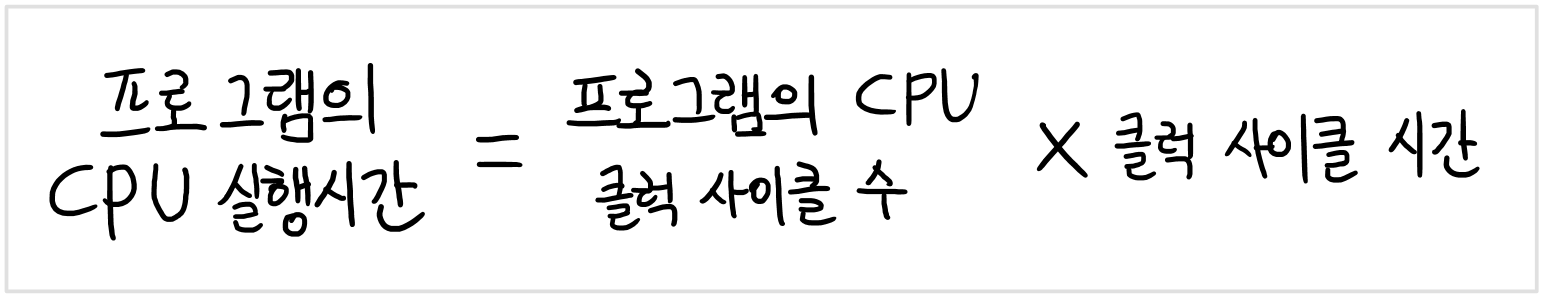 프로그램의
CPU 실행시간
=
프로그램의 CPU
클럭 사이클 수
× 클럭 사이클 시간